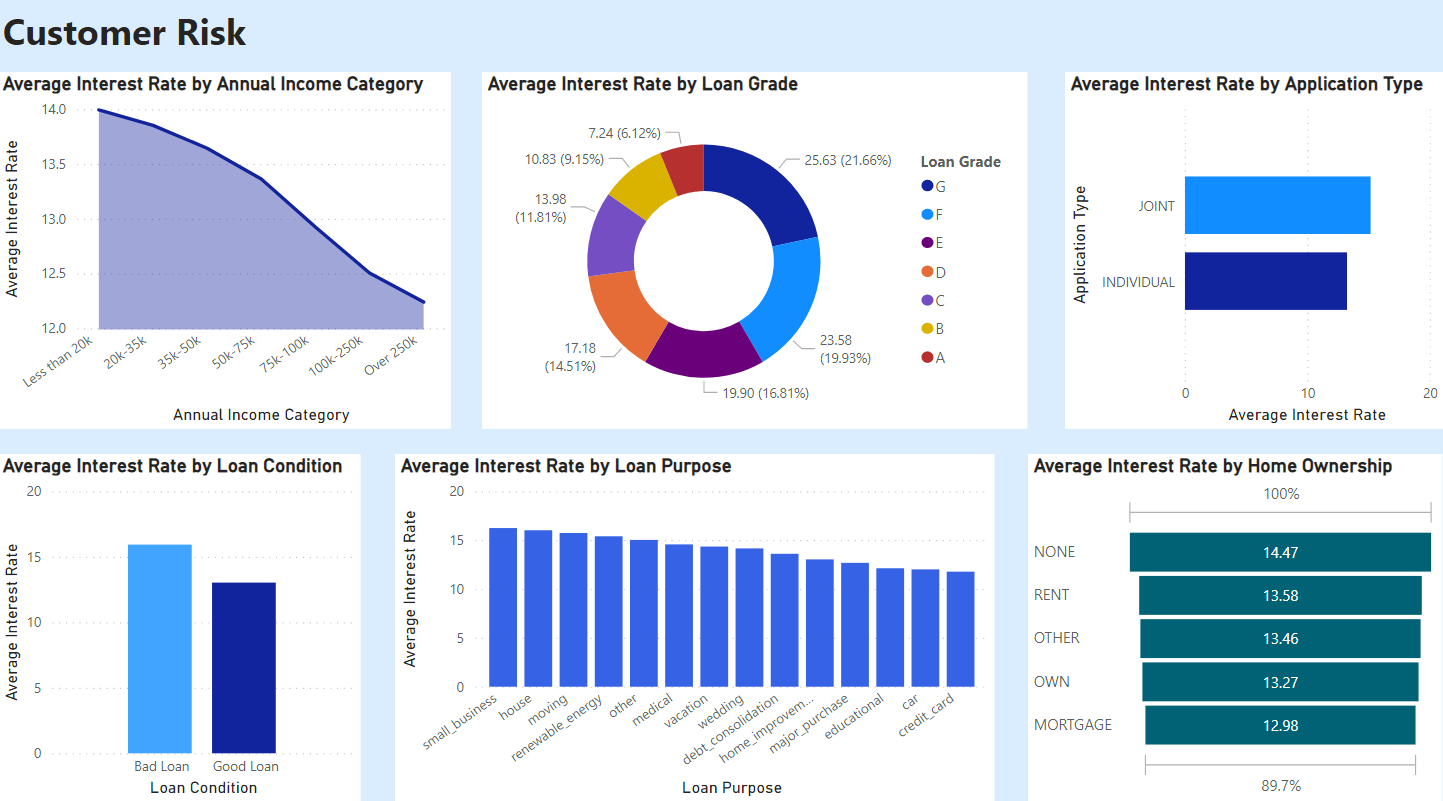 Customer Risk
Average Interest Rate by Annual Income Category
Average Interest Rate
14.0
13.5
13.0
12.5
12.0
Less than 20k
20k-35k
35k-50k
50k-75k
75k-100k
100k-250k
Over 250k
Annual Income Category
Average Interest Rate by Loan Grade
7.24 (6.12%)
10.83 (9.15%)
13.98
(11.81%)
17.18
(14.51%)
19.90 (16.81%)
23.58
(19.93%)
25.63 (21.66%)
Loan Grade
G
F
E
D
C
B
A
Average Interest Rate by Application Type
Application Type
JOINT
INDIVIDUAL
0
10
20
Average Interest Rate
Average Interest Rate by Loan Condition
Average Interest Rate
20
15
10
5
0
Bad Loan
Good Loan
Loan Condition
Average Interest Rate by Loan Purpose
Average Interest Rate
20
15
10
5
0
small_business
house
moving
renewable_energy
other
medical
vacation
wedding
debt_consolidation
home_improvem...
major_purchase
educational
car
credit_card
Loan Purpose
Average Interest Rate by Home Ownership
100%
NONE 14.47
RENT 13.58
OTHER 13.46
OWN 13.27
MORTGAGE 12.98
89.7%